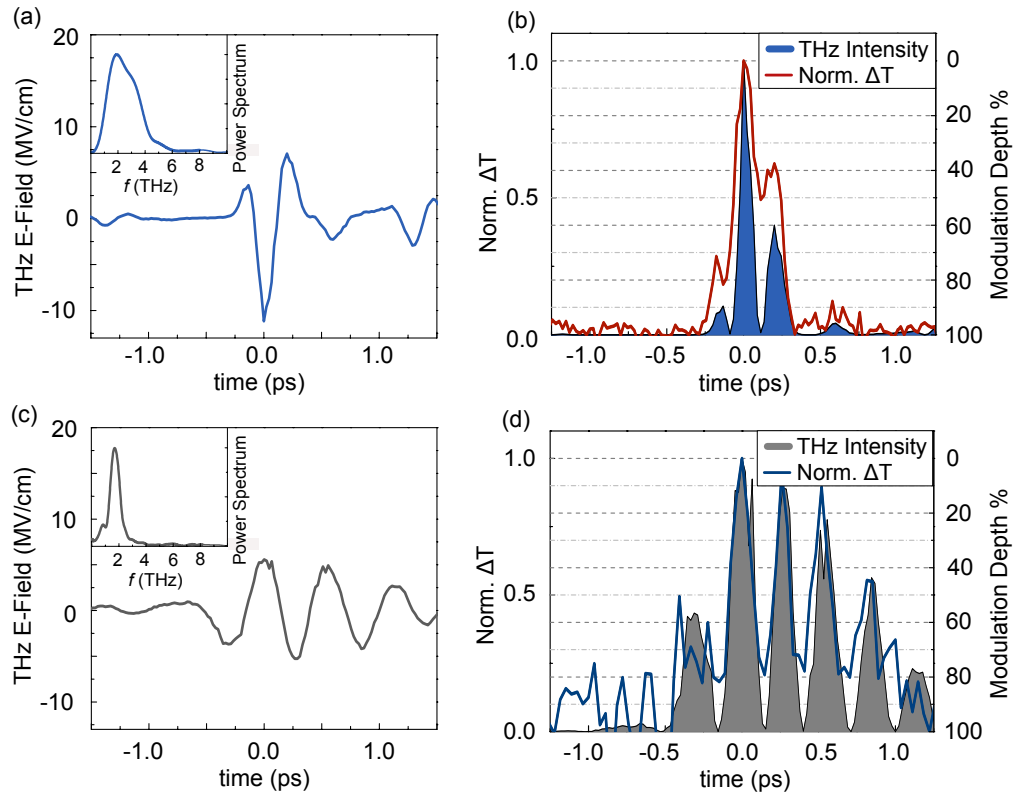 (a)
20
10
0
-10
THz E-Field (MV/cm)
-1.0 0.0 1.0
time (ps)
2 4 6 8
f (THz)
Power Spectrum
(b)
THz Intensity
Norm. ΔT
1.0
0.5
0.0
Norm. ΔT
0
20
40
60
80
100
Modulation Depth %
-1.0 -0.5 0.0 0.5 1.0
time (ps)
(c)
20
10
0
-10
THz E-Field (MV/cm)
-1.0 0.0 1.0
time (ps)
2 4 6 8
f (THz)
Power Spectrum
(d)
THz Intensity
Norm. ΔT
1.0
0.5
0.0
Norm. ΔT
0
20
40
60
80
100
Modulation Depth %
-1.0 -0.5 0.0 0.5 1.0
time (ps)